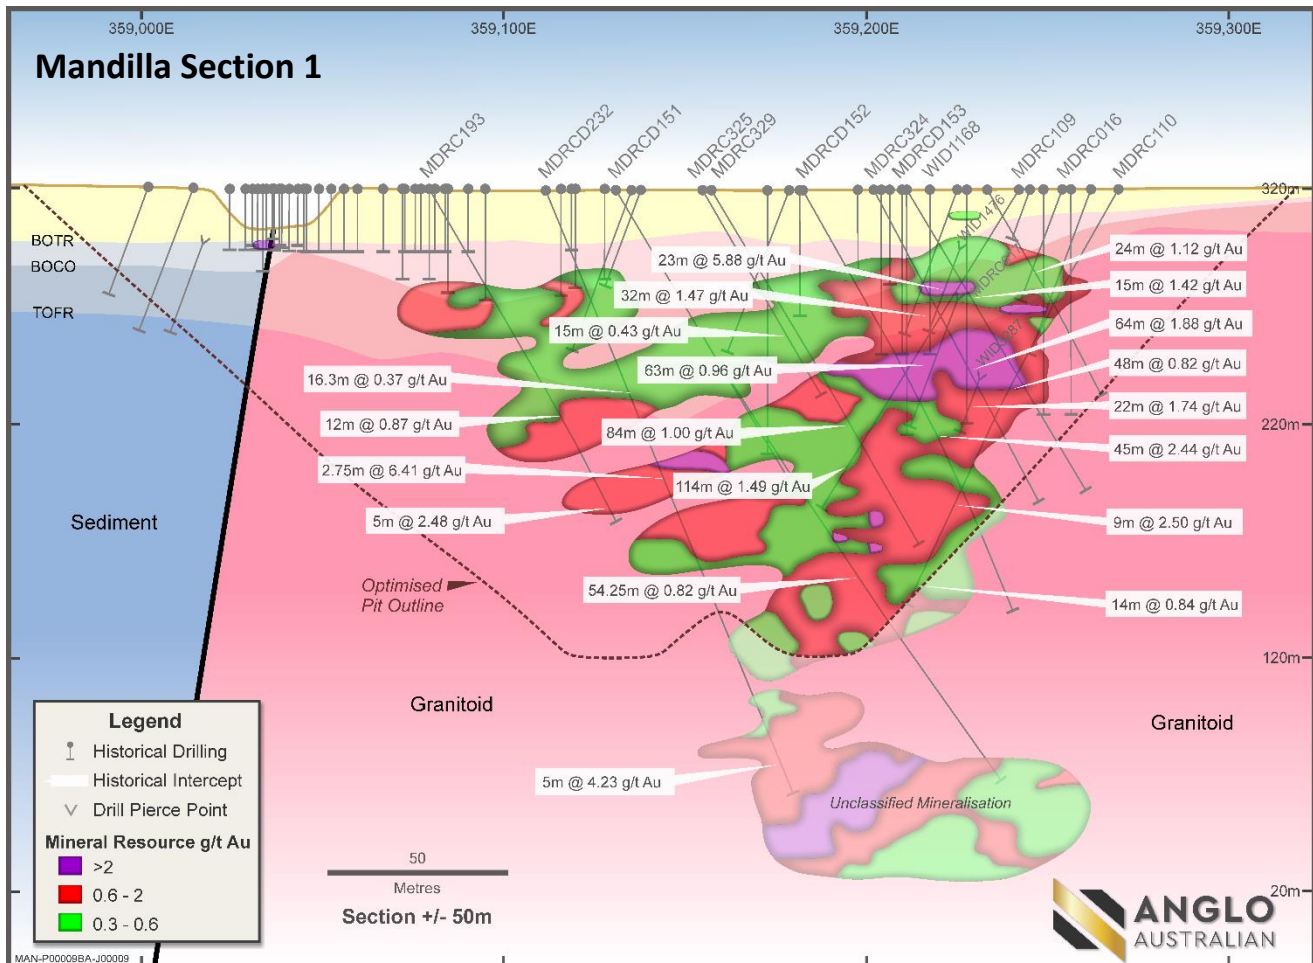 359,000E
359,100E
359,200E
359,300E
Mandilla Section 1
MDRC193
MDRCD232
MDRCD151
MDRC325
MDRC329
MDRCD152
MDRC324
MDRCD153
WID1168
MDRC109
MDRC016
MDRC110
320m
BOTR
BOCO
TOFR
WID1476
23m @ 5.88 g/t Au
24m @ 1.12 g/t Au
32m @ 1.47 g/t Au
15m @ 1.42 g/t Au
15m @ 0.43 g/t Au
64m @ 1.88 g/t Au
63m @ 0.96 g/t Au
48m @ 0.82 g/t Au
16.3m @ 0.37 g/t Au
22m @ 1.74 g/t Au
12m @ 0.87 g/t Au
84m @ 1.00 g/t Au
220m
45m @ 2.44 g/t Au
2.75m @ 6.41 g/t Au
114m @ 1.49 g/t Au
5m @ 2.48 g/t Au
9m @ 2.50 g/t Au
Sediment
Optimised
Pit Outline
54.25m @ 0.82 g/t Au
14m @ 0.84 g/t Au
120m
Granitoid
Granitoid
5m @ 4.23 g/t Au
Unclassified Mineralisation
Legend
Historical Drilling
Historical Intercept
Drill Pierce Point
Mineral Resource g/t Au
>2
0.6 - 2
0.3 - 0.6
50
Metres
Section +/- 50m
20m
ANGLO
AUSTRALIAN
MAN-P00009BA-J00009